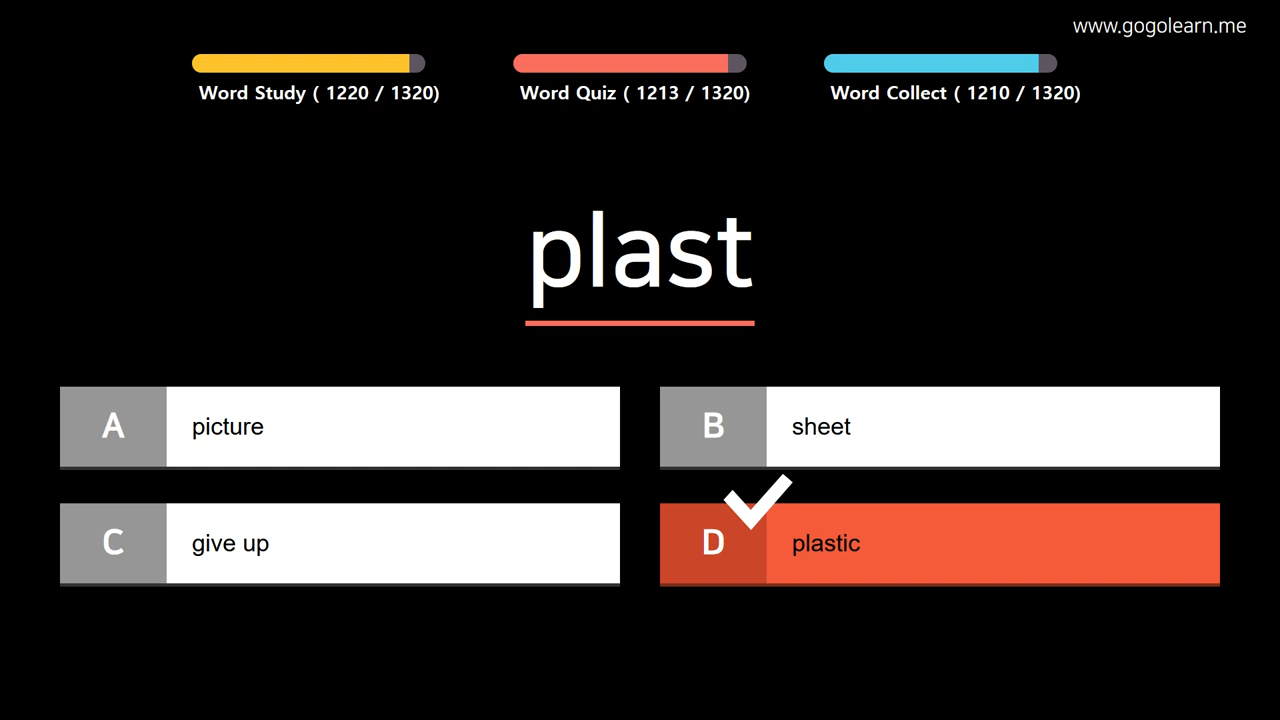 www.gogolearn.me
Word Study ( 1220 / 1320)
Word Quiz ( 1213 / 1320)
Word Collect ( 1210 / 1320)
plast
A picture
B sheet
C give up
D plastic